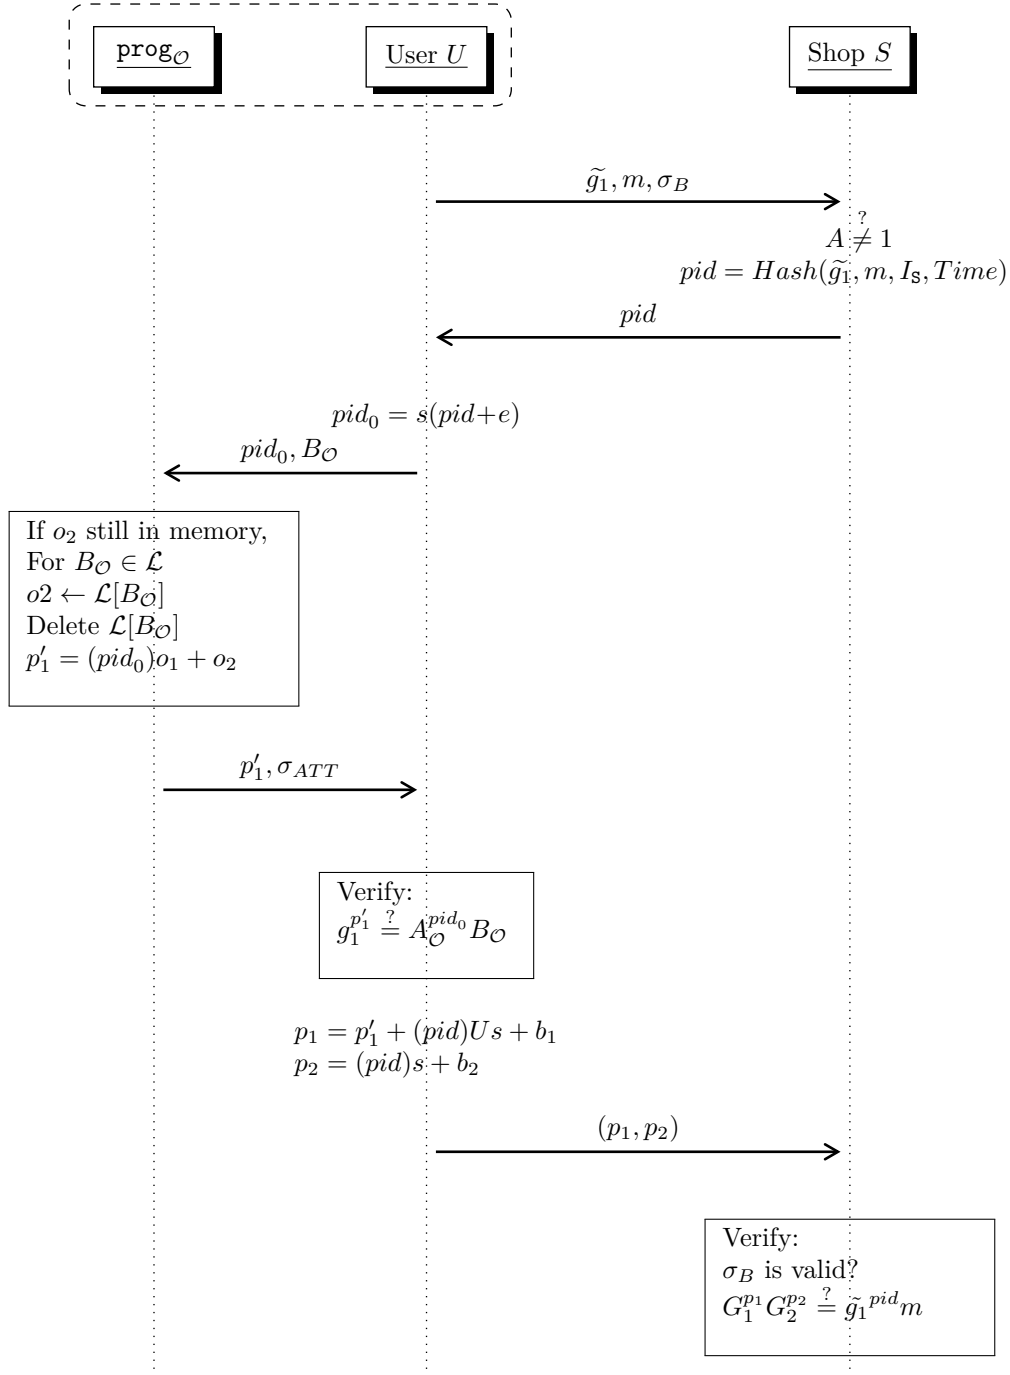 prog𝒪
User U
Shop S
g̃₁, m, σ_B
A ≟̸ 1
pid = Hash(g̃₁, m, I_S, Time)
pid
pid₀ = s(pid+e)
pid₀, B_𝒪
If o₂ still in memory,
For B_𝒪 ∈ ℒ
o2 ← ℒ[B_𝒪]
Delete ℒ[B_𝒪]
p′₁ = (pid₀)o₁ + o₂
p′₁, σ_ATT
Verify:
g₁^{p′₁} ≟ A_𝒪^{pid₀} B_𝒪
p₁ = p′₁ + (pid)Us + b₁
p₂ = (pid)s + b₂
(p₁, p₂)
Verify:
σ_B is valid?
G₁^{p₁} G₂^{p₂} ≟ g̃₁^{pid} m